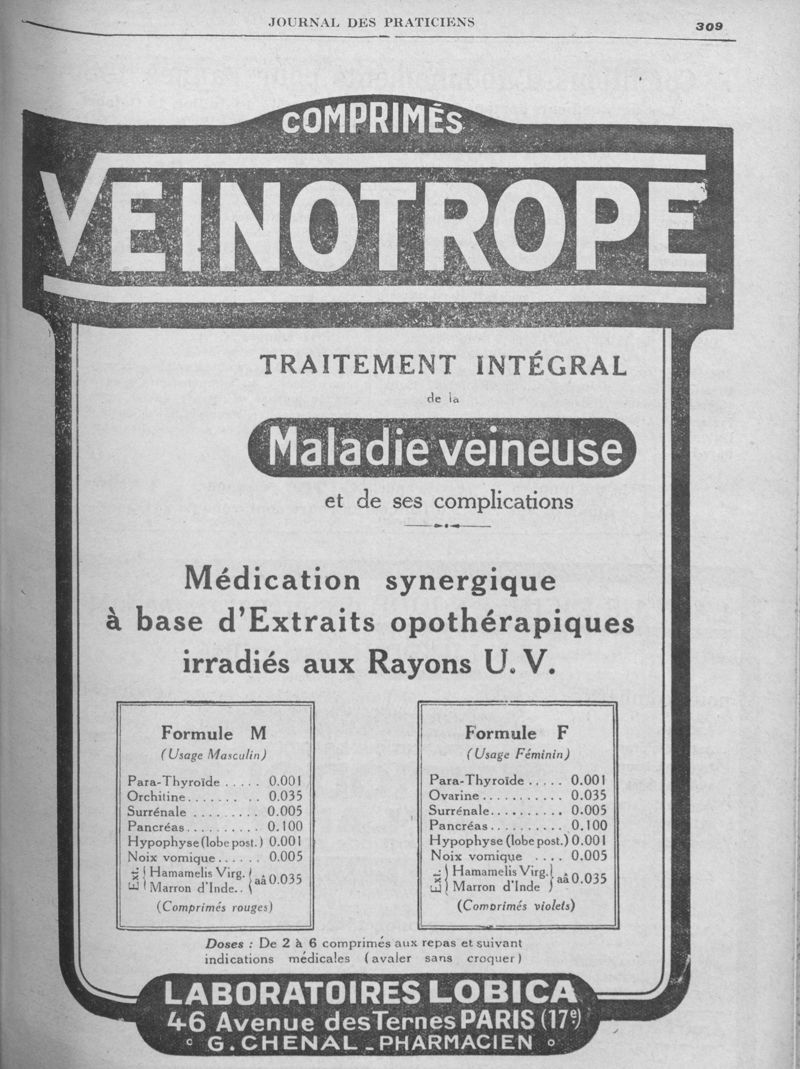 JOURNAL DES PRATICIENS
309
COMPRIMÉS
VEINOTROPE
TRAITEMENT INTÉGRAL
de la
Maladie veineuse
et de ses complications
Médication synergique
à base d'Extraits opothérapiques
irradiés aux Rayons U.V.
Formule M
(Usage Masculin)
Para-Thyroïde ..... 0.001
Orchitine....... .. 0.035
Surrénale ......... 0.005
Pancréas.......... 0.100
Hypophyse (lobe post.) 0.001
Noix vomique...... 0.005
Ext. { Hamamelis Virg. } aâ 0.035
Marron d'Inde..
(Comprimés rouges)
Formule F
(Usage Féminin)
Para-Thyroïde ..... 0.001
Ovarine ........... 0.035
Surrénale.......... 0.005
Pancréas.......... 0.100
Hypophyse (lobe post.) 0.001
Noix vomique .... 0.005
Ext. { Hamamelis Virg. } aâ 0.035
Marron d'Inde
(Comprimés violets)
Doses : De 2 à 6 comprimés aux repas et suivant
indications médicales (avaler sans croquer)
LABORATOIRES LOBICA
46 Avenue des Ternes PARIS (17e)
G. CHENAL _ PHARMACIEN